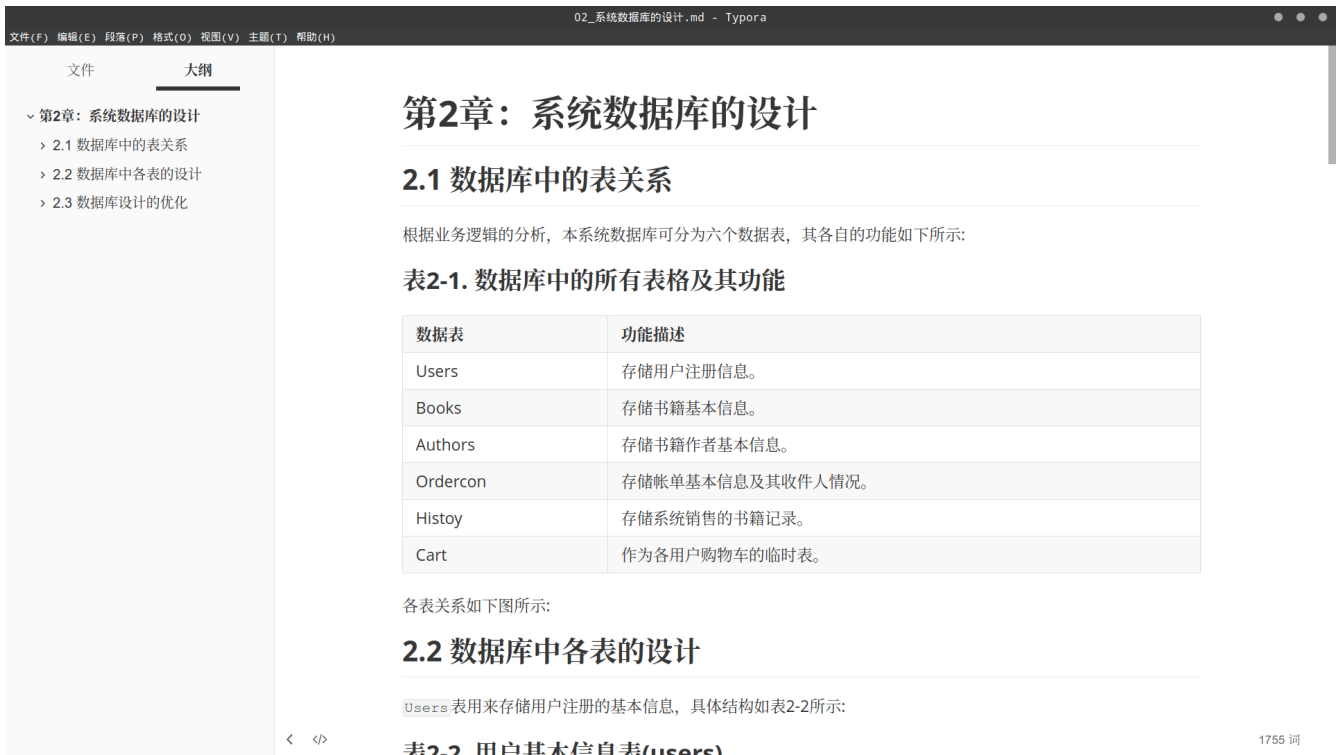 02_系统数据库的设计.md - Typora
文件(F) 编辑(E) 段落(P) 格式(O) 视图(V) 主题(T) 帮助(H)
文件 大纲
第2章：系统数据库的设计
2.1 数据库中的表关系
2.2 数据库中各表的设计
2.3 数据库设计的优化
第2章：系统数据库的设计
2.1 数据库中的表关系
根据业务逻辑的分析，本系统数据库可分为六个数据表，其各自的功能如下所示:
表2-1. 数据库中的所有表格及其功能
数据表 功能描述
Users 存储用户注册信息。
Books 存储书籍基本信息。
Authors 存储书籍作者基本信息。
Ordercon 存储帐单基本信息及其收件人情况。
Histoy 存储系统销售的书籍记录。
Cart 作为各用户购物车的临时表。
各表关系如下图所示:
2.2 数据库中各表的设计
Users表用来存储用户注册的基本信息，具体结构如表2-2所示:
表2-2. 用户基本信息表(users)
1755 词